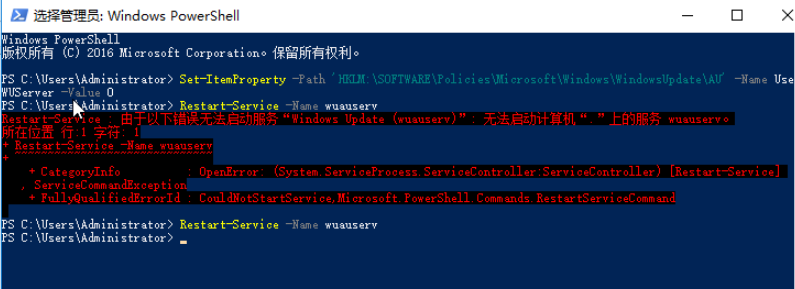 选择管理员: Windows PowerShell
Windows PowerShell
版权所有 (C) 2016 Microsoft Corporation。保留所有权利。
PS C:\Users\Administrator> Set-ItemProperty -Path 'HKLM:\SOFTWARE\Policies\Microsoft\Windows\WindowsUpdate\AU' -Name Use
WUServer -Value 0
PS C:\Users\Administrator> Restart-Service -Name wuauserv
Restart-Service : 由于以下错误无法启动服务“Windows Update (wuauserv)”: 无法启动计算机“.”上的服务 wuauserv。
所在位置 行:1 字符: 1
+ Restart-Service -Name wuauserv
+ ~~~~~~~~~~~~~~~~~~~~~~~~~~~~~~
+ CategoryInfo : OpenError: (System.ServiceProcess.ServiceController:ServiceController) [Restart-Service]
, ServiceCommandException
+ FullyQualifiedErrorId : CouldNotStartService,Microsoft.PowerShell.Commands.RestartServiceCommand
PS C:\Users\Administrator> Restart-Service -Name wuauserv
PS C:\Users\Administrator> _